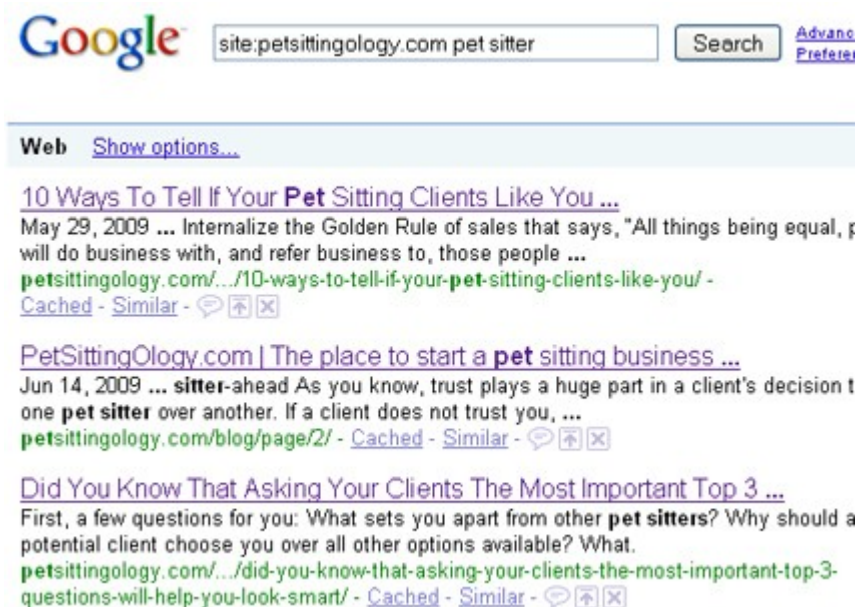 Google site:petsittingology.com pet sitter Search Advanc
Preferen
Web Show options...
10 Ways To Tell If Your Pet Sitting Clients Like You ...
May 29, 2009 ... Internalize the Golden Rule of sales that says, "All things being equal, p
will do business with, and refer business to, those people ...
petsittingology.com/.../10-ways-to-tell-if-your-pet-sitting-clients-like-you/ -
Cached - Similar -
PetSittingOlogy.com | The place to start a pet sitting business ...
Jun 14, 2009 ... sitter-ahead As you know, trust plays a huge part in a client's decision t
one pet sitter over another. If a client does not trust you, ...
petsittingology.com/blog/page/2/ - Cached - Similar -
Did You Know That Asking Your Clients The Most Important Top 3 ...
First, a few questions for you: What sets you apart from other pet sitters? Why should a
potential client choose you over all other options available? What.
petsittingology.com/.../did-you-know-that-asking-your-clients-the-most-important-top-3-
questions-will-help-you-look-smart/ - Cached - Similar -